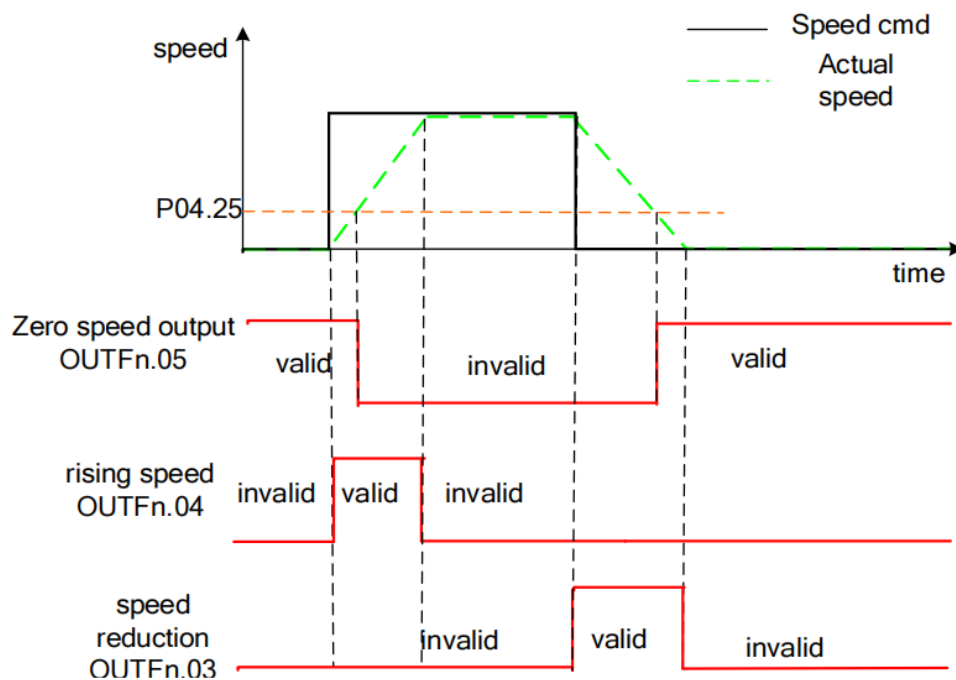 speed
Speed cmd
Actual
speed
P04.25
time
Zero speed output
OUTFn.05
valid
invalid
valid
rising speed
OUTFn.04
invalid
valid
invalid
speed
reduction
OUTFn.03
invalid
valid
invalid